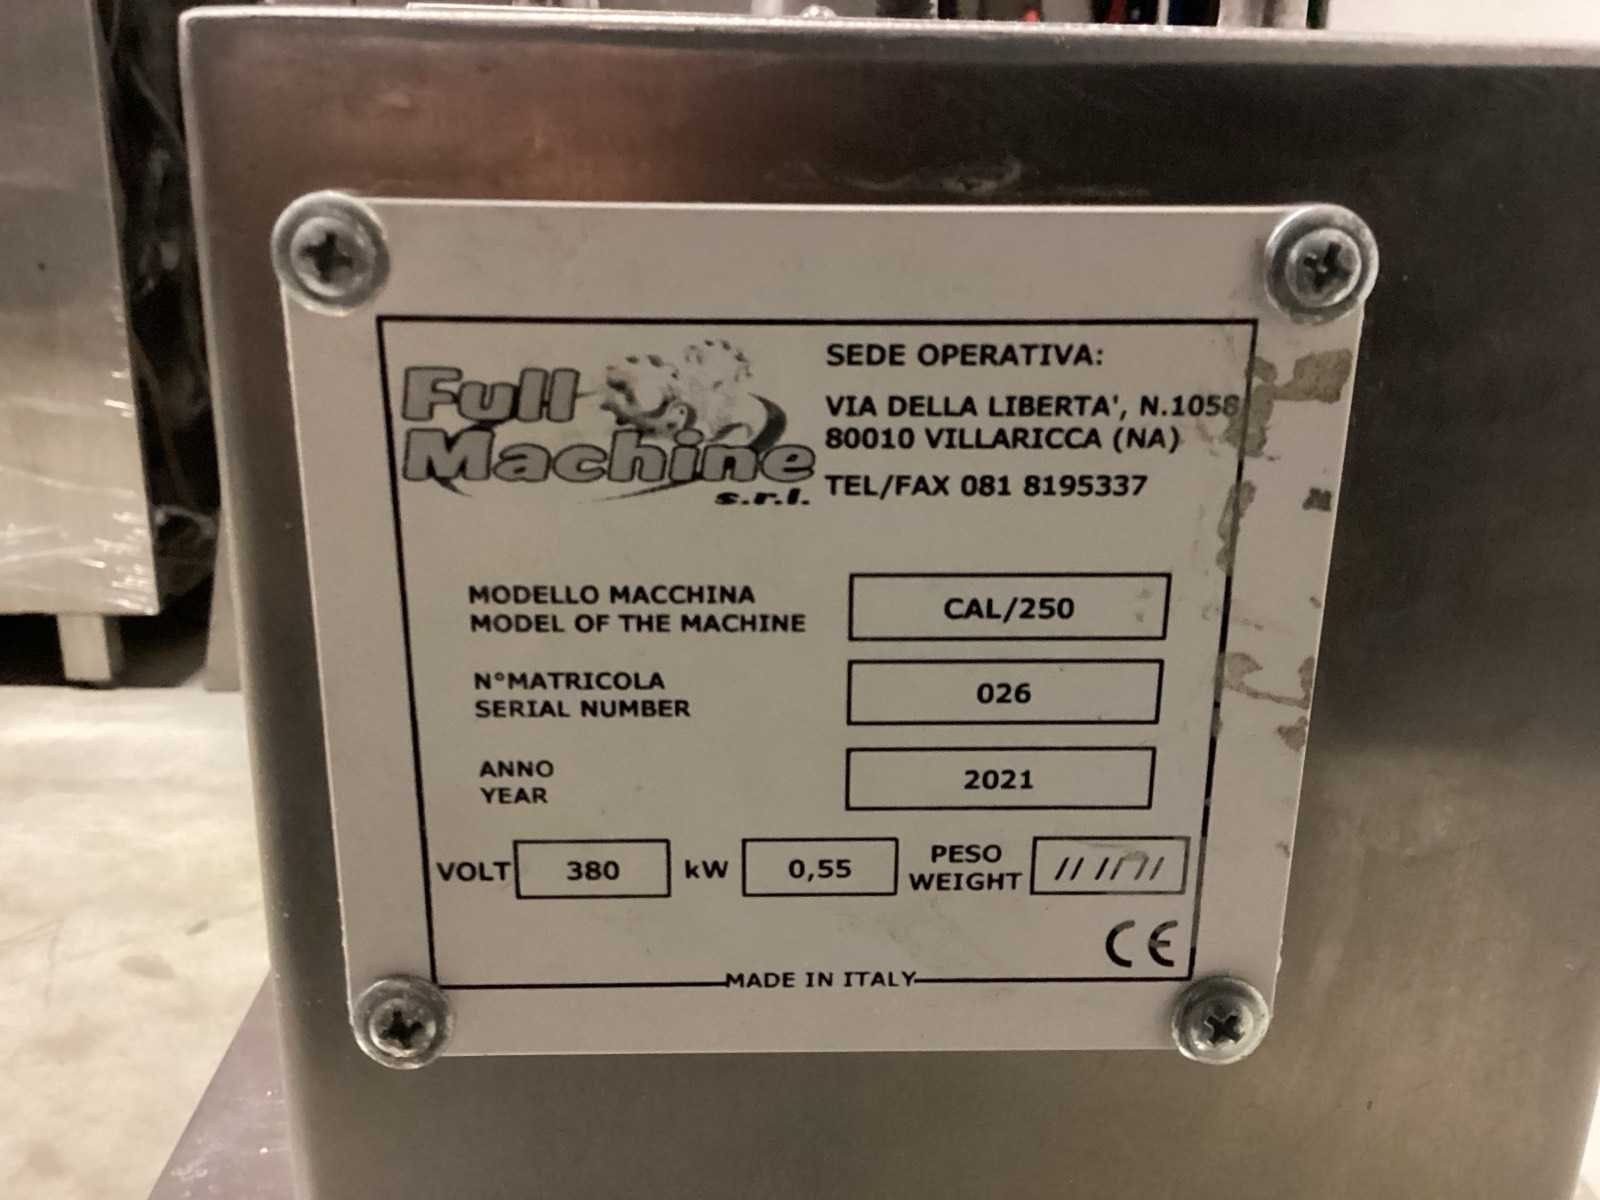 Full
Machine
s.r.l.
SEDE OPERATIVA:
VIA DELLA LIBERTA', N.1058
80010 VILLARICCA (NA)
TEL/FAX 081 8195337
MODELLO MACCHINA
MODEL OF THE MACHINE
CAL/250
N°MATRICOLA
SERIAL NUMBER
026
ANNO
YEAR
2021
VOLT 380 kW 0,55 PESO
WEIGHT
CE
MADE IN ITALY